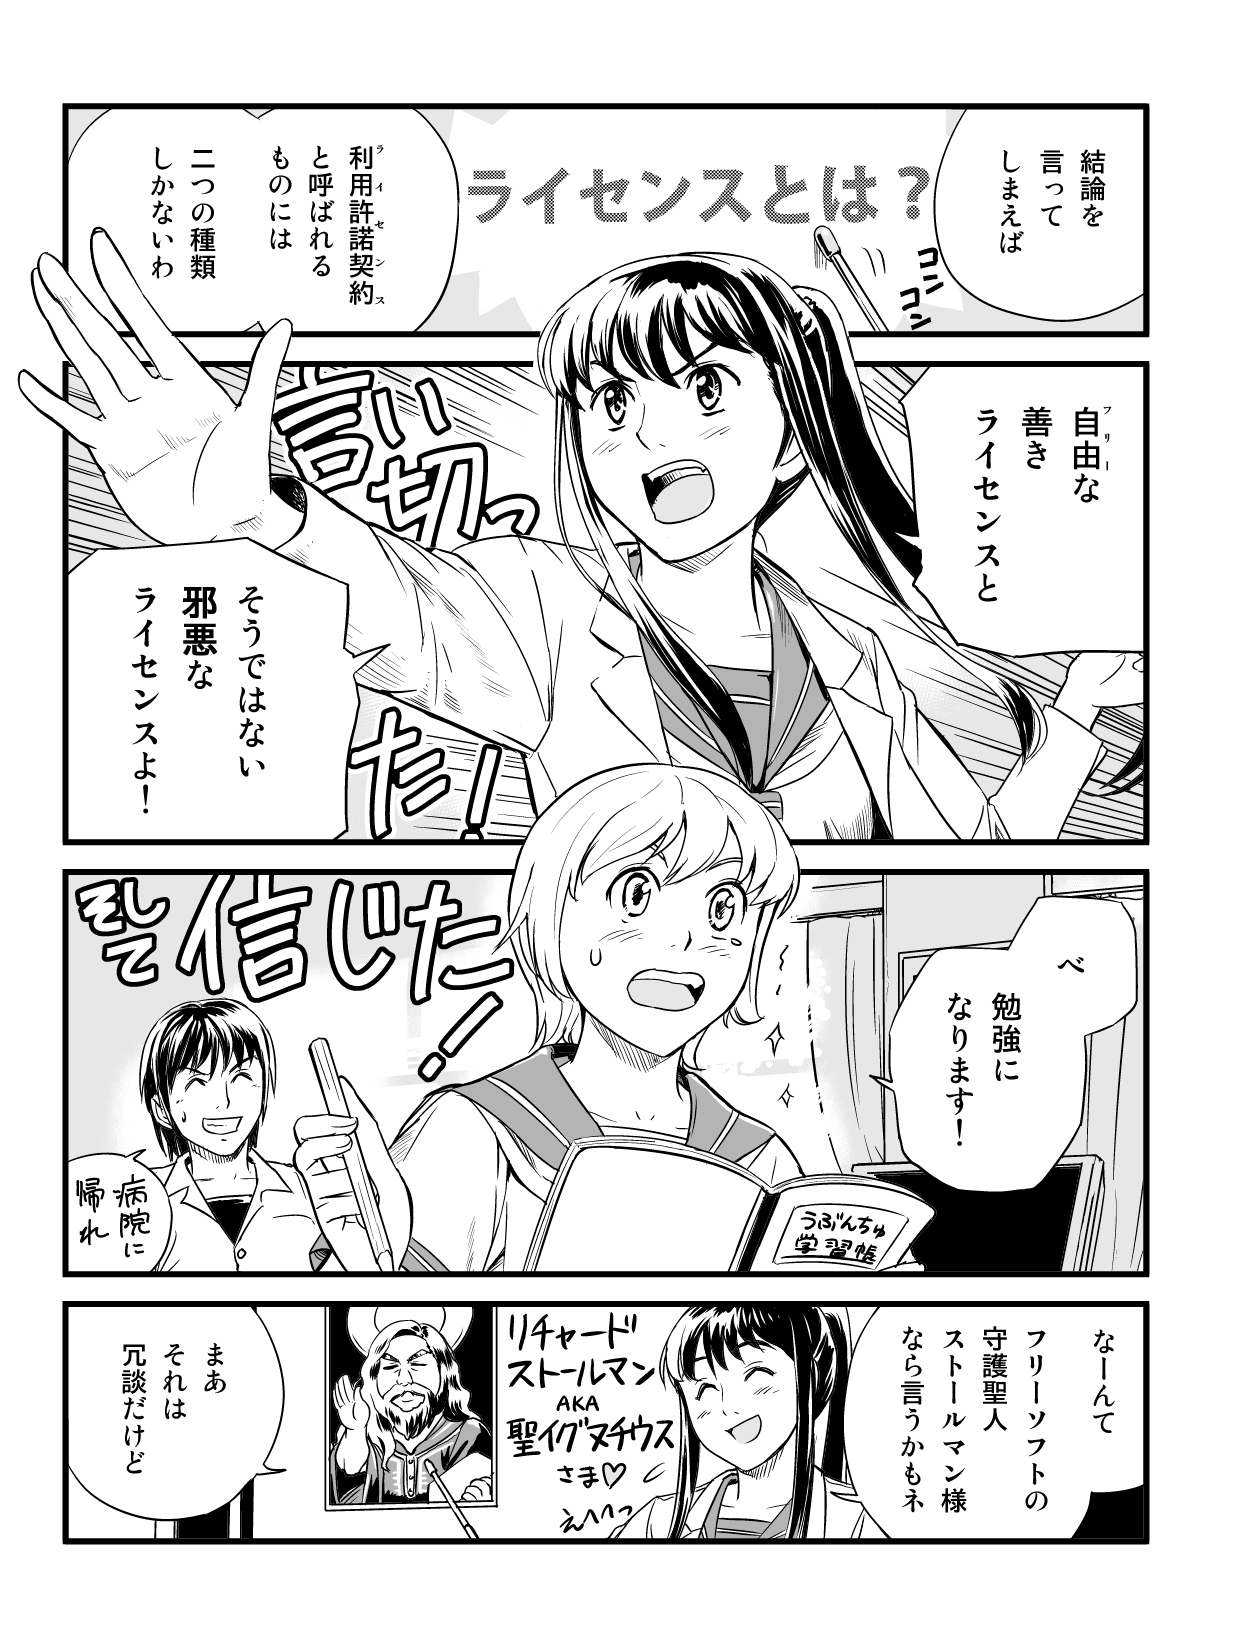 結論を
言って
しまえば
ライセンスとは？
コンコン
利用許諾契約
ライセンス
と呼ばれる
ものには
二つの種類
しかないわ
自由な
フリー
善き
ライセンスと
言い
切っ
た！
そうではない
邪悪な
ライセンスよ！
そして
信じた！
べ
勉強に
なります！
病院に
帰れ
うぶんちゅ
学習帳
なーんて
フリーソフトの
守護聖人
ストールマン様
なら言うかもネ
リチャード
ストールマン
AKA
聖イグヌチウス
さま♡
えへへっ
まあ
それは
冗談だけど